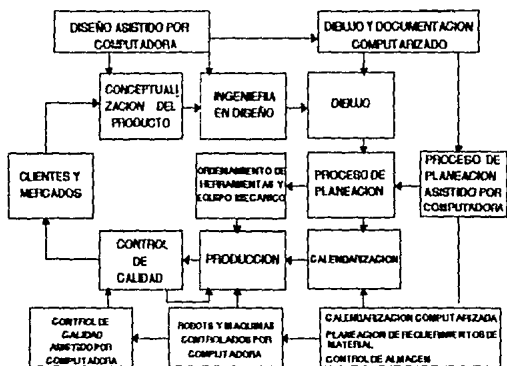 DISEÑO ASISTIDO POR
COMPUTADORA
DIBUJO Y DOCUMENTACION
COMPUTARIZADO
CONCEPTUALI
ZACION DEL
PRODUCTO
INGENIERIA
EN DISEÑO
DIBUJO
CLIENTES Y
MERCADOS
ORDENAMIENTO DE
HERRAMIENTAS Y
EQUIPO MECANICO
PROCESO DE
PLANEACION
PROCESO DE
PLANEACION
ASISTIDO POR
COMPUTADORA
CONTROL
DE
CALIDAD
PRODUCCION
CALENDARIZACION
CONTROL DE
CALIDAD
ASISTIDO POR
COMPUTADORA
ROBOTS Y MAQUINAS
CONTROLADOS POR
COMPUTADORA
CALENDARIZACION COMPUTARIZADA
PLANEACION DE REQUERIMIENTOS DE
MATERIAL
CONTROL DE ALMAGEN